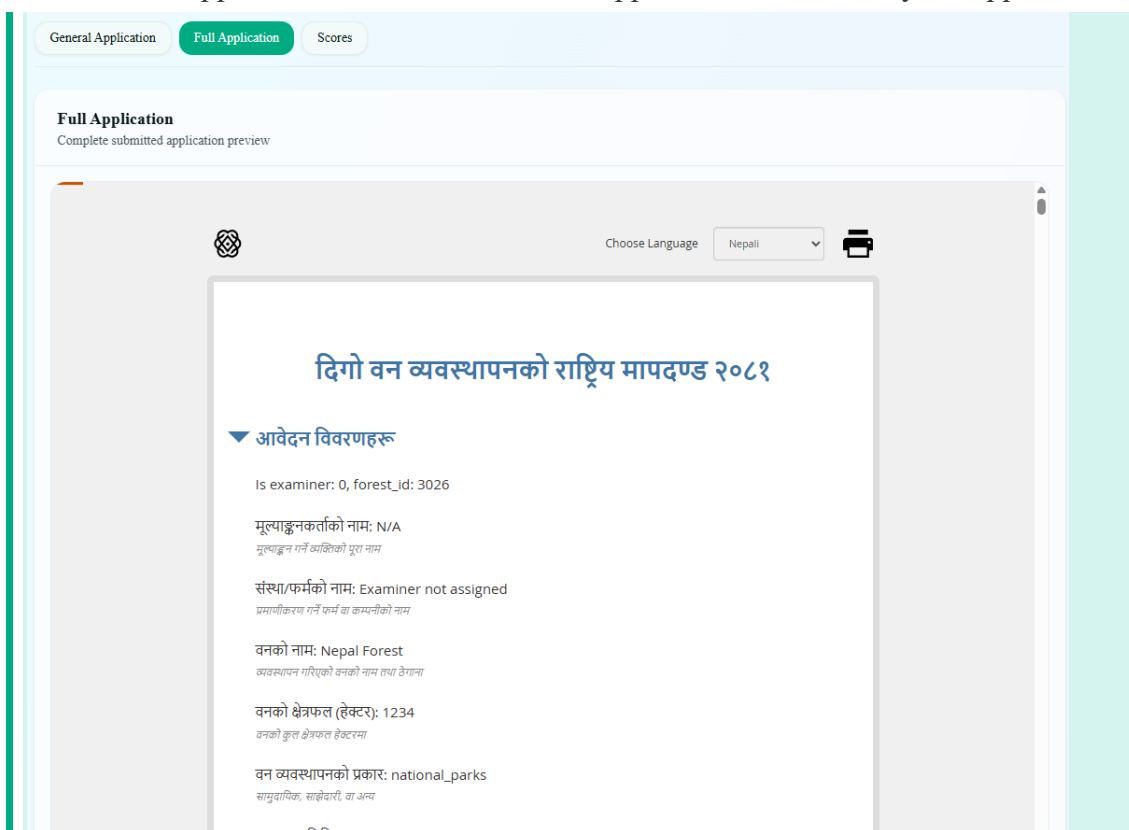 General Application Full Application Scores
Full Application
Complete submitted application preview
Choose Language Nepali
दिगो वन व्यवस्थापनको राष्ट्रिय मापदण्ड २०८१
आवेदन विवरणहरू
Is examiner: 0, forest_id: 3026
मूल्याङ्कनकर्ताको नाम: N/A
मूल्याङ्कन गर्ने व्यक्तिको पूरा नाम
संस्था/फर्मको नाम: Examiner not assigned
प्रमाणीकरण गर्ने फर्म वा कम्पनीको नाम
वनको नाम: Nepal Forest
व्यवस्थापन गरिएको वनको नाम तथा ठेगाना
वनको क्षेत्रफल (हेक्टर): 1234
वनको कुल क्षेत्रफल हेक्टरमा
वन व्यवस्थापनको प्रकार: national_parks
सामुदायिक, साझेदारी, वा अन्य